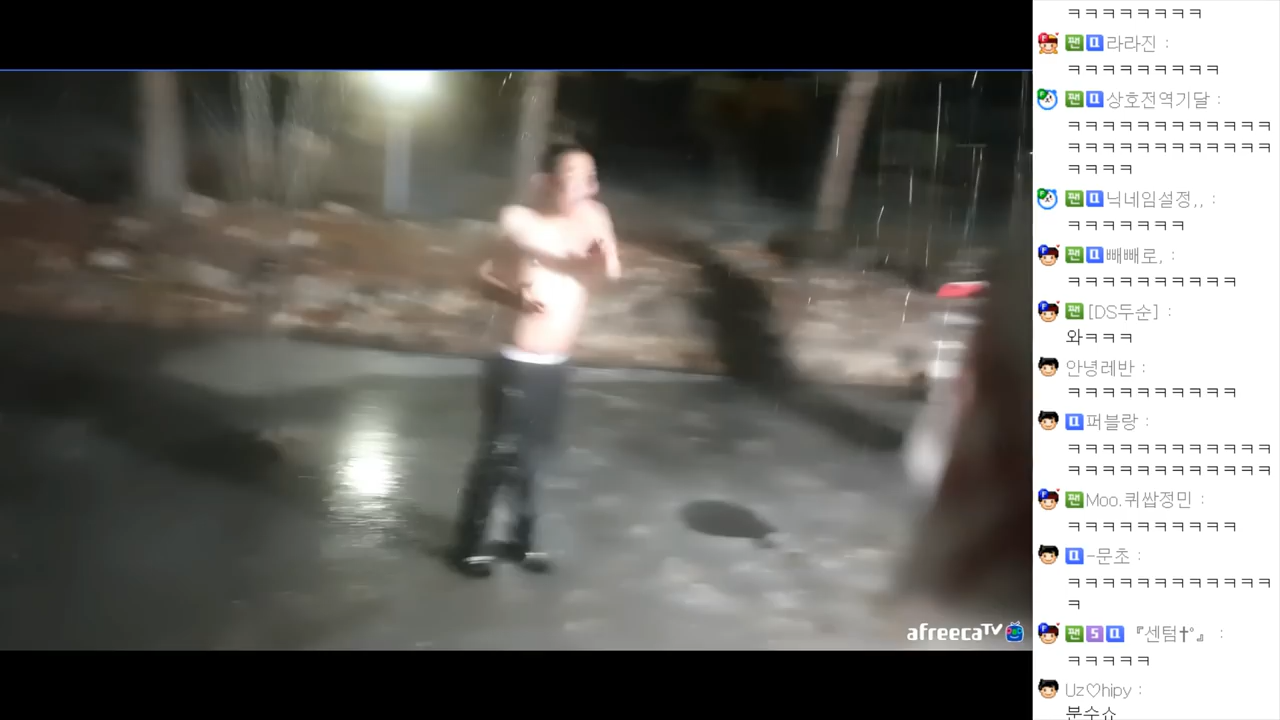 ㅋㅋㅋㅋㅋㅋㅋㅋ
팬 Q 라라진 :
ㅋㅋㅋㅋㅋㅋㅋㅋㅋ
팬 Q 상호전역기달 :
ㅋㅋㅋㅋㅋㅋㅋㅋㅋㅋㅋㅋ
ㅋㅋㅋㅋㅋㅋㅋㅋㅋㅋㅋㅋ
ㅋㅋㅋㅋ
팬 Q 닉네임설정,, :
ㅋㅋㅋㅋㅋㅋㅋ
팬 Q 빼빼로, :
ㅋㅋㅋㅋㅋㅋㅋㅋㅋㅋ
팬 [DS두순] :
와ㅋㅋㅋ
안녕레반 :
ㅋㅋㅋㅋㅋㅋㅋㅋㅋㅋ
Q 퍼블랑 :
ㅋㅋㅋㅋㅋㅋㅋㅋㅋㅋㅋㅋ
ㅋㅋㅋㅋㅋㅋㅋㅋㅋㅋㅋㅋ
팬 Moo.퀴쌉정민 :
ㅋㅋㅋㅋㅋㅋㅋㅋㅋㅋ
Q -문초 :
ㅋㅋㅋㅋㅋㅋㅋㅋㅋㅋㅋㅋ
ㅋ
팬 S Q 『센텀†°』 :
ㅋㅋㅋㅋㅋ
Uz♡hipy :
분수쇼
afreecaTV